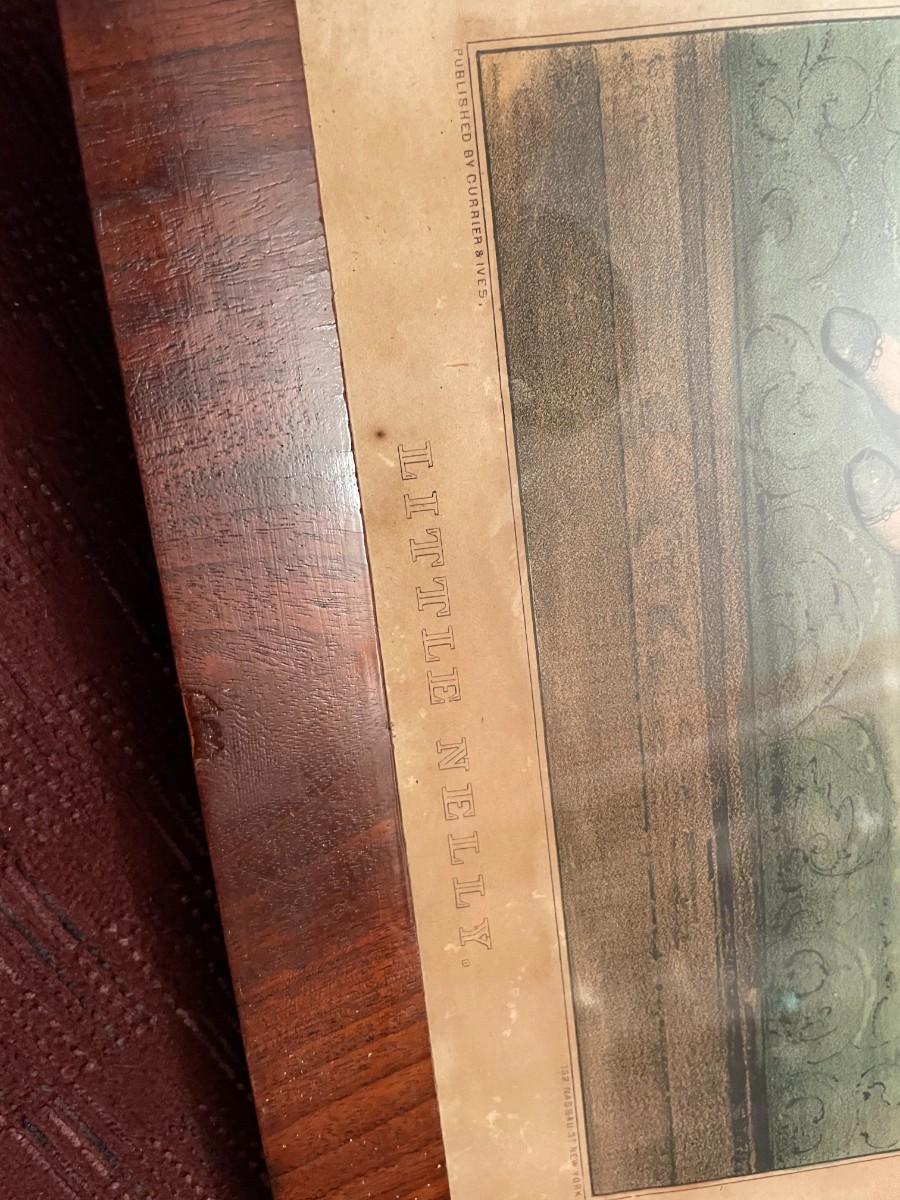 PUBLISHED BY CURRIER & IVES,
152 NASSAU ST NEW YORK
LITTLE NELLY.